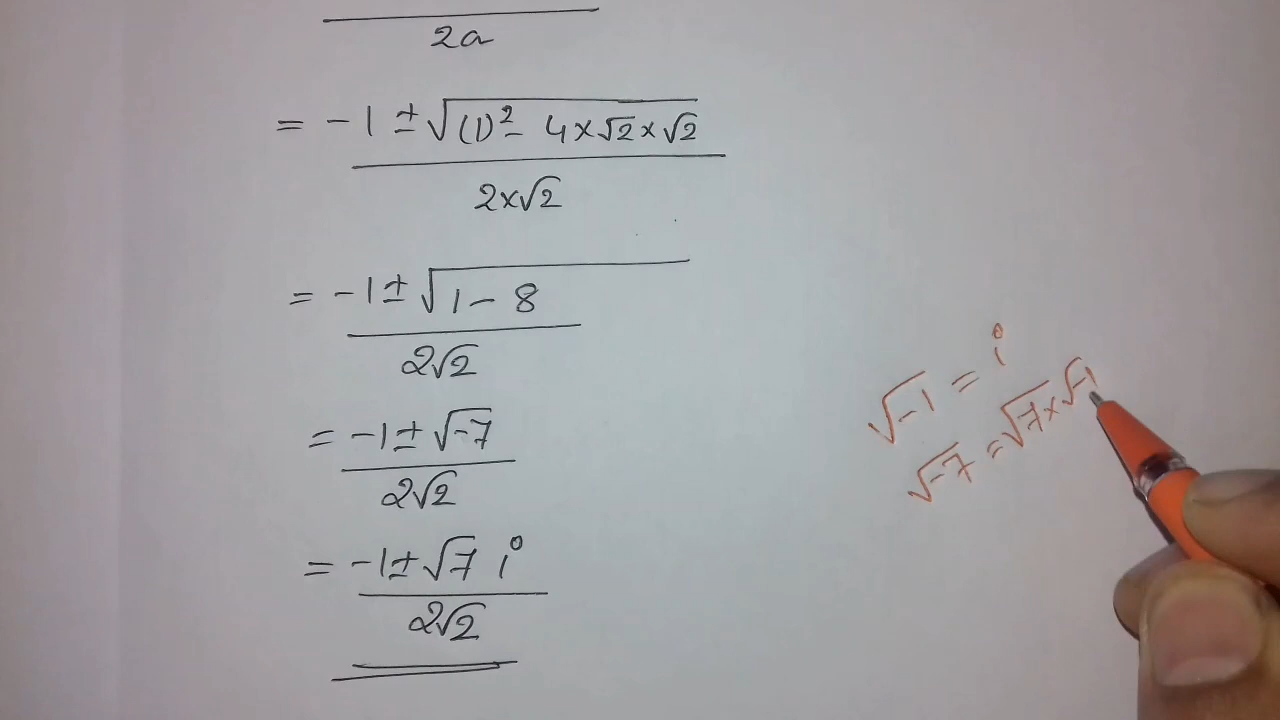 2a
= -1 ± √(1)² - 4×√2×√2
2×√2
= -1 ± √1 - 8
2√2
= -1 ± √-7
2√2
= -1 ± √7 i
2√2
√-1 = i
√-7 = √7 × √-1